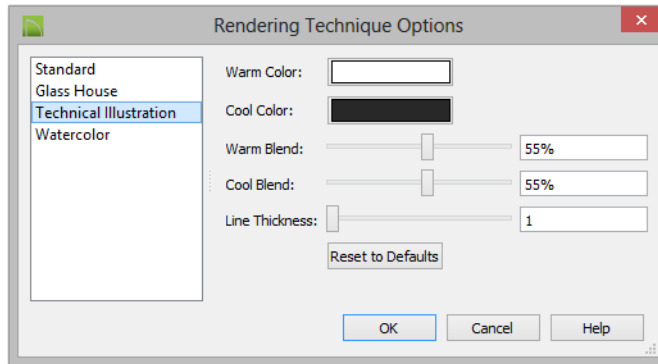 Rendering Technique Options
Standard
Glass House
Technical Illustration
Watercolor
Warm Color:
Cool Color:
Warm Blend: 55%
Cool Blend: 55%
Line Thickness: 1
Reset to Defaults
OK Cancel Help